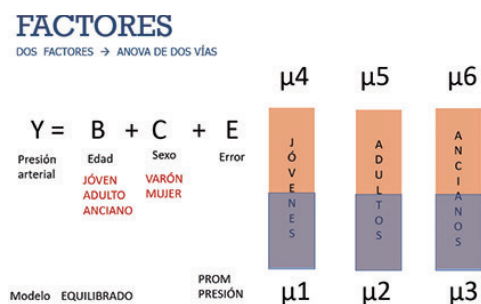 FACTORES
DOS FACTORES → ANOVA DE DOS VÍAS
μ4 μ5 μ6
Y = B + C + E
Presión arterial
Edad
Sexo
Error
JÓVEN
ADULTO
ANCIANO
VARÓN
MUJER
JÓVENES
ADULTOS
ANCIANOS
Modelo EQUILIBRADO
PROM
PRESIÓN
μ1 μ2 μ3